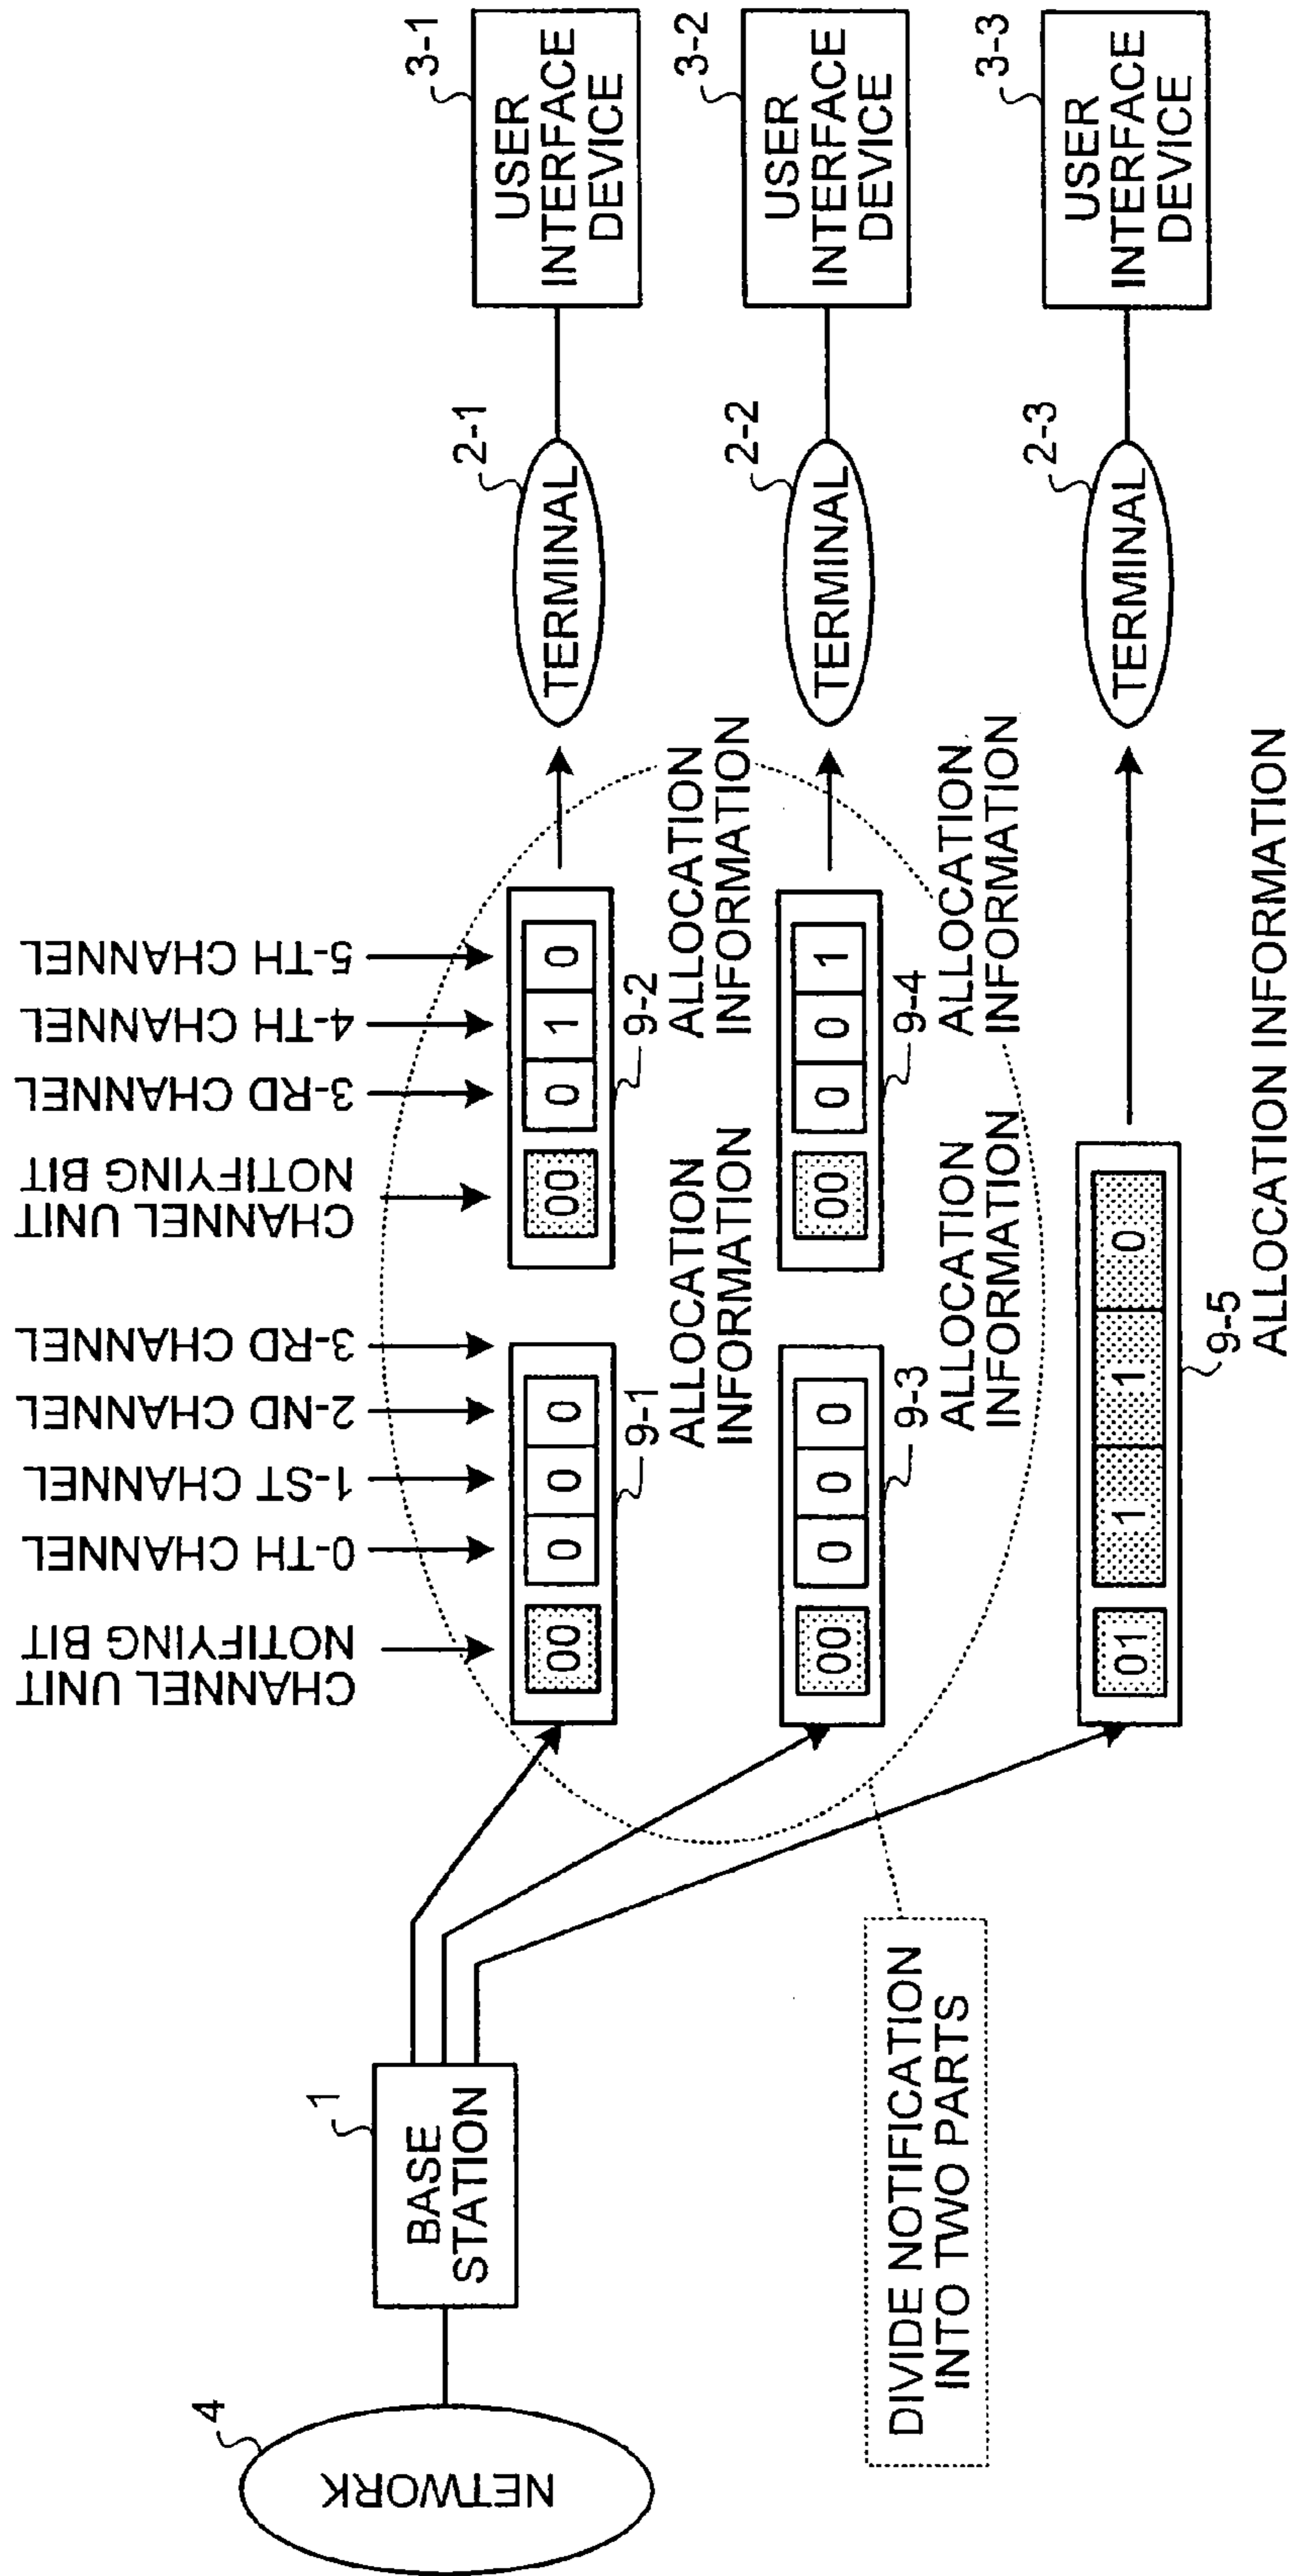 CHANNEL UNIT
NOTIFYING BIT
0-TH CHANNEL
1-ST CHANNEL
2-ND CHANNEL
3-RD CHANNEL
CHANNEL UNIT
NOTIFYING BIT
3-RD CHANNEL
4-TH CHANNEL
5-TH CHANNEL
4
NETWORK
1
BASE
STATION
00 0 0 0
9-1
ALLOCATION
INFORMATION
00 0 1 0
9-2
ALLOCATION
INFORMATION
2-1
TERMINAL
3-1
USER
INTERFACE
DEVICE
00 0 0 0
9-3
ALLOCATION
INFORMATION
00 0 0 1
9-4
ALLOCATION
INFORMATION
2-2
TERMINAL
3-2
USER
INTERFACE
DEVICE
DIVIDE NOTIFICATION
INTO TWO PARTS
01 1 1 0
9-5
ALLOCATION INFORMATION
2-3
TERMINAL
3-3
USER
INTERFACE
DEVICE